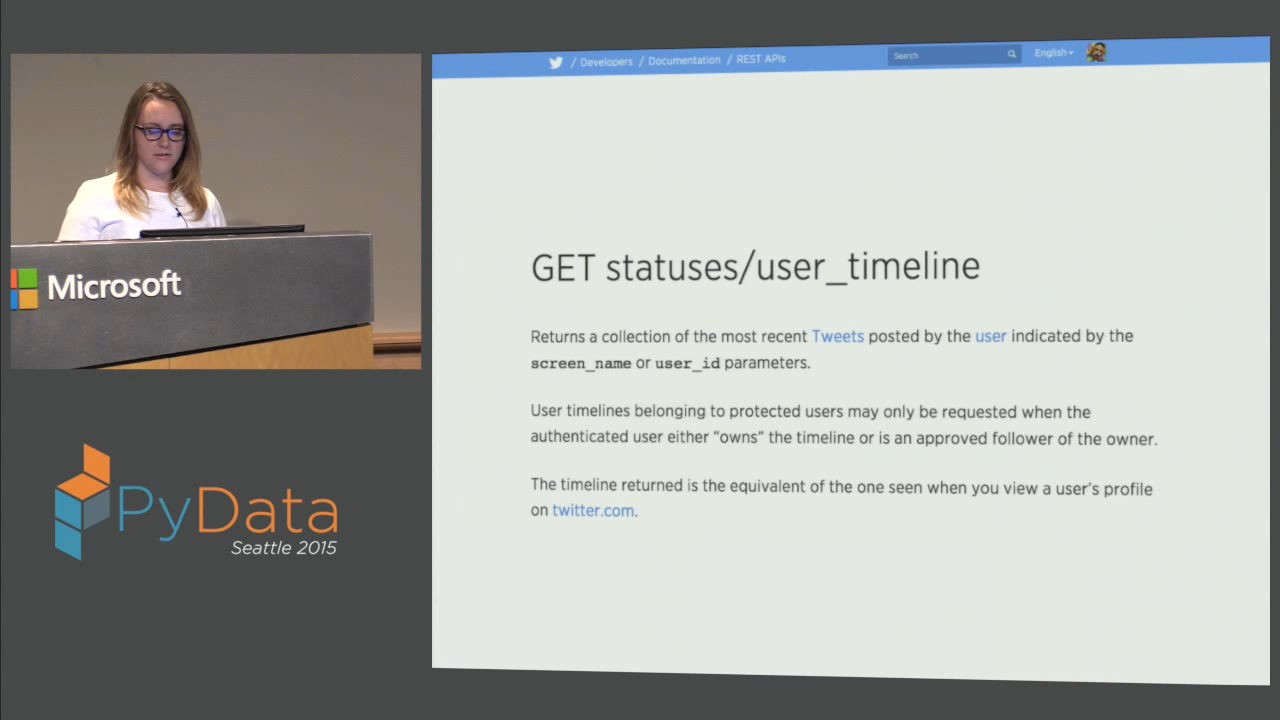 Microsoft
PyData
Seattle 2015
/ Developers / Documentation / REST APIs
Search
English
GET statuses/user_timeline
Returns a collection of the most recent Tweets posted by the user indicated by the
screen_name or user_id parameters.
User timelines belonging to protected users may only be requested when the
authenticated user either “owns” the timeline or is an approved follower of the owner.
The timeline returned is the equivalent of the one seen when you view a user’s profile
on twitter.com.